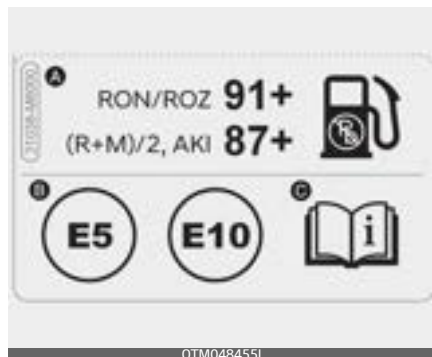 A
RON/ROZ 91+
(R+M)/2, AKI 87+
B
E5
E10
C
i
OTM048455L